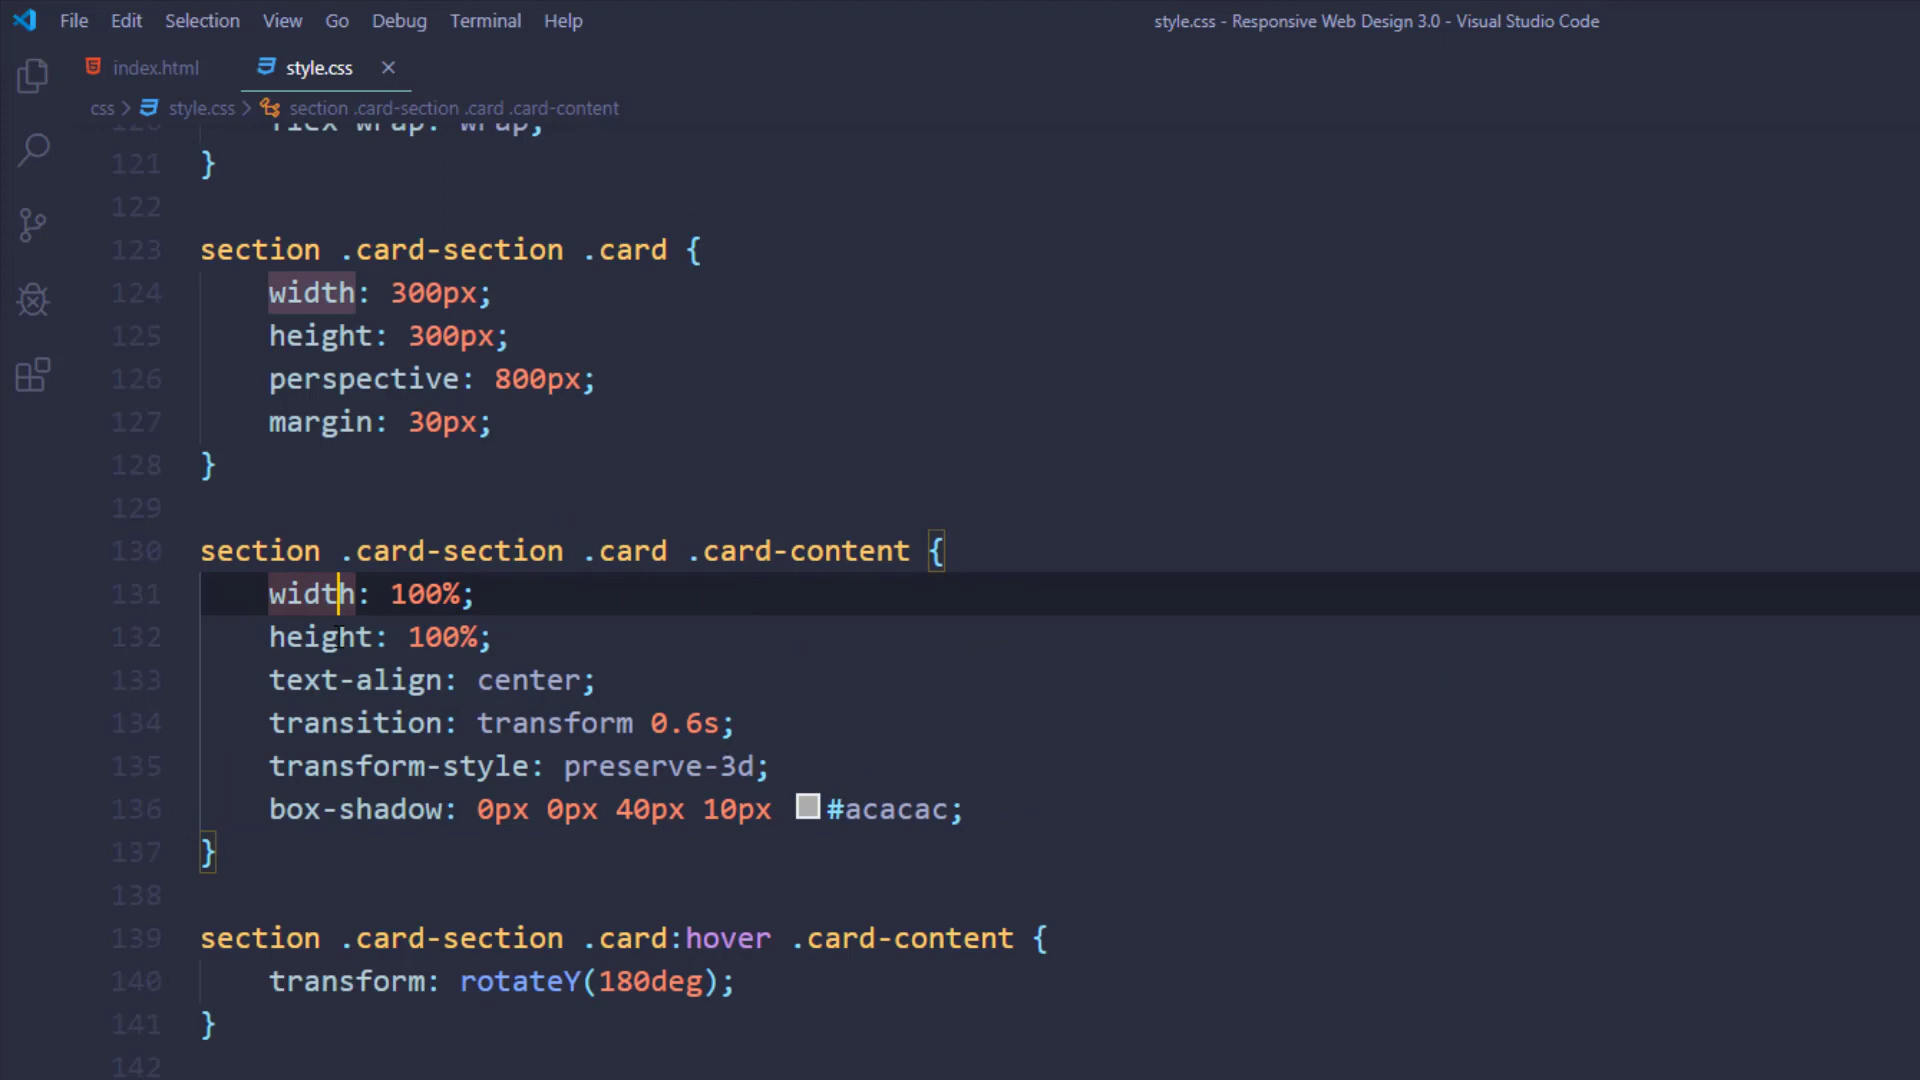 File Edit Selection View Go Debug Terminal Help
style.css - Responsive Web Design 3.0 - Visual Studio Code
index.html
style.css
css > style.css > section .card-section .card .card-content
120 flex-wrap: wrap;
121 }
122
123 section .card-section .card {
124 width: 300px;
125 height: 300px;
126 perspective: 800px;
127 margin: 30px;
128 }
129
130 section .card-section .card .card-content {
131 width: 100%;
132 height: 100%;
133 text-align: center;
134 transition: transform 0.6s;
135 transform-style: preserve-3d;
136 box-shadow: 0px 0px 40px 10px #acacac;
137 }
138
139 section .card-section .card:hover .card-content {
140 transform: rotateY(180deg);
141 }
142